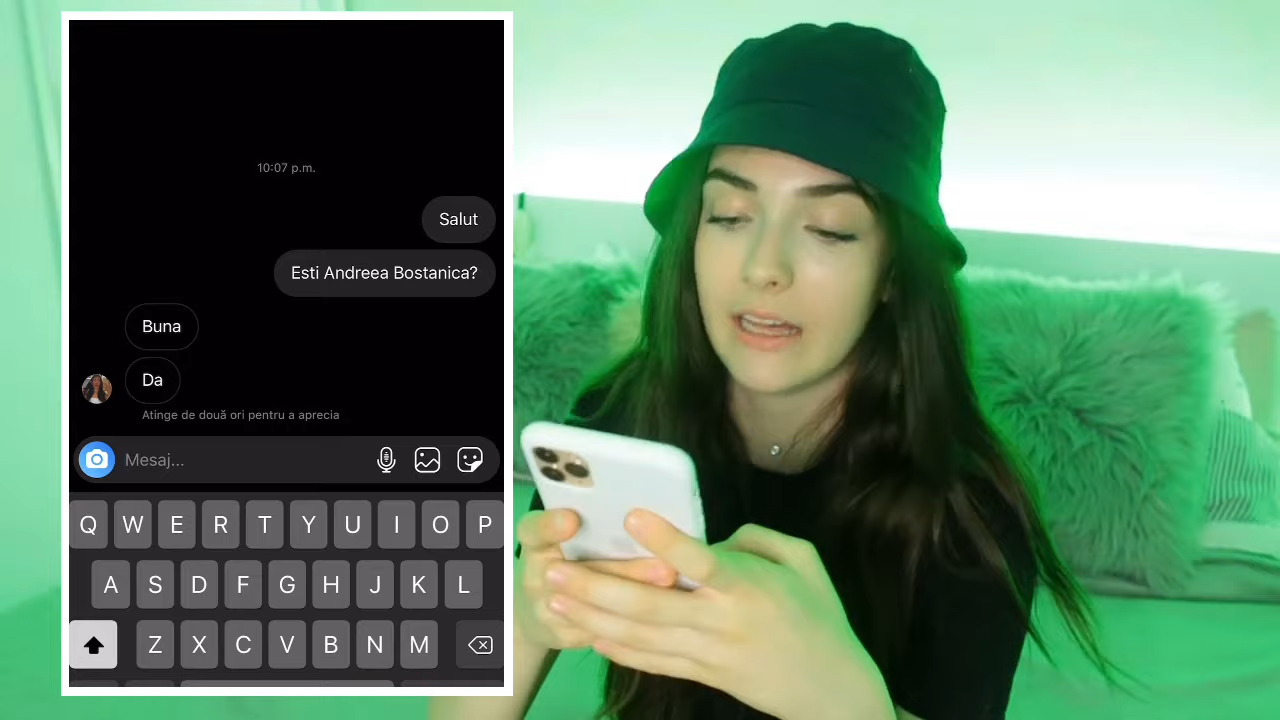 10:07 p.m.
Salut
Esti Andreea Bostanica?
Buna
Da
Atinge de două ori pentru a aprecia
Mesaj...
Q W E R T Y U I O P
A S D F G H J K L
Z X C V B N M